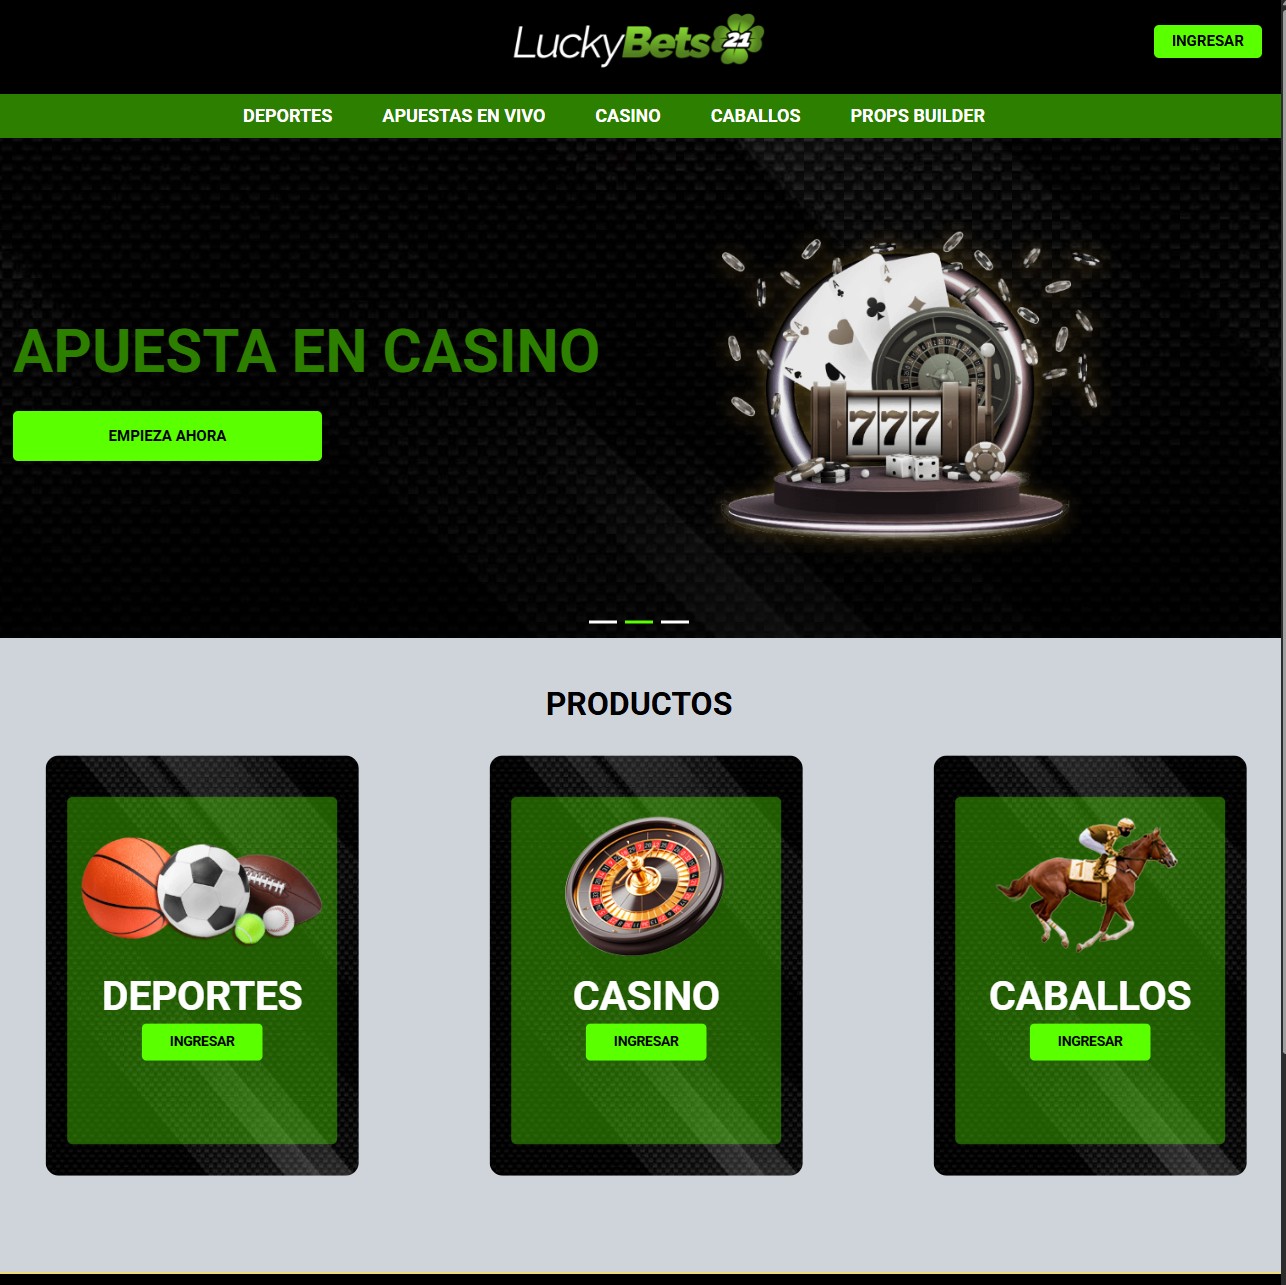 LuckyBets 21
INGRESAR
DEPORTES APUESTAS EN VIVO CASINO CABALLOS PROPS BUILDER
APUESTA EN CASINO
EMPIEZA AHORA
777
PRODUCTOS
DEPORTES
INGRESAR
CASINO
INGRESAR
CABALLOS
INGRESAR